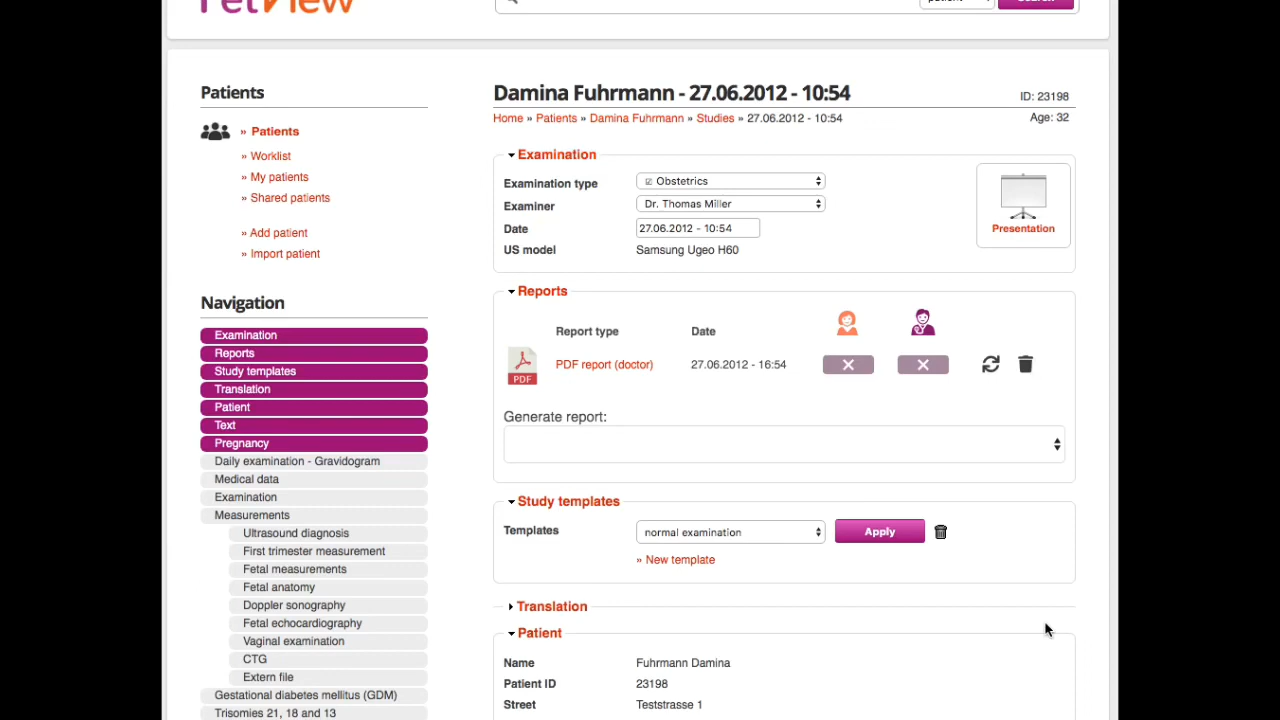 PetView
patient
Search
Patients
» Patients
» Worklist
» My patients
» Shared patients
» Add patient
» Import patient
Navigation
Examination
Reports
Study templates
Translation
Patient
Text
Pregnancy
Daily examination - Gravidogram
Medical data
Examination
Measurements
Ultrasound diagnosis
First trimester measurement
Fetal measurements
Fetal anatomy
Doppler sonography
Fetal echocardiography
Vaginal examination
CTG
Extern file
Gestational diabetes mellitus (GDM)
Trisomies 21, 18 and 13
Damina Fuhrmann - 27.06.2012 - 10:54
ID: 23198
Home » Patients » Damina Fuhrmann » Studies » 27.06.2012 - 10:54
Age: 32
Examination
Examination type
Obstetrics
Examiner
Dr. Thomas Miller
Date
27.06.2012 - 10:54
US model
Samsung Ugeo H60
Presentation
Reports
Report type
Date
PDF
PDF report (doctor)
27.06.2012 - 16:54
Generate report:
Study templates
Templates
normal examination
Apply
» New template
Translation
Patient
Name
Fuhrmann Damina
Patient ID
23198
Street
Teststrasse 1